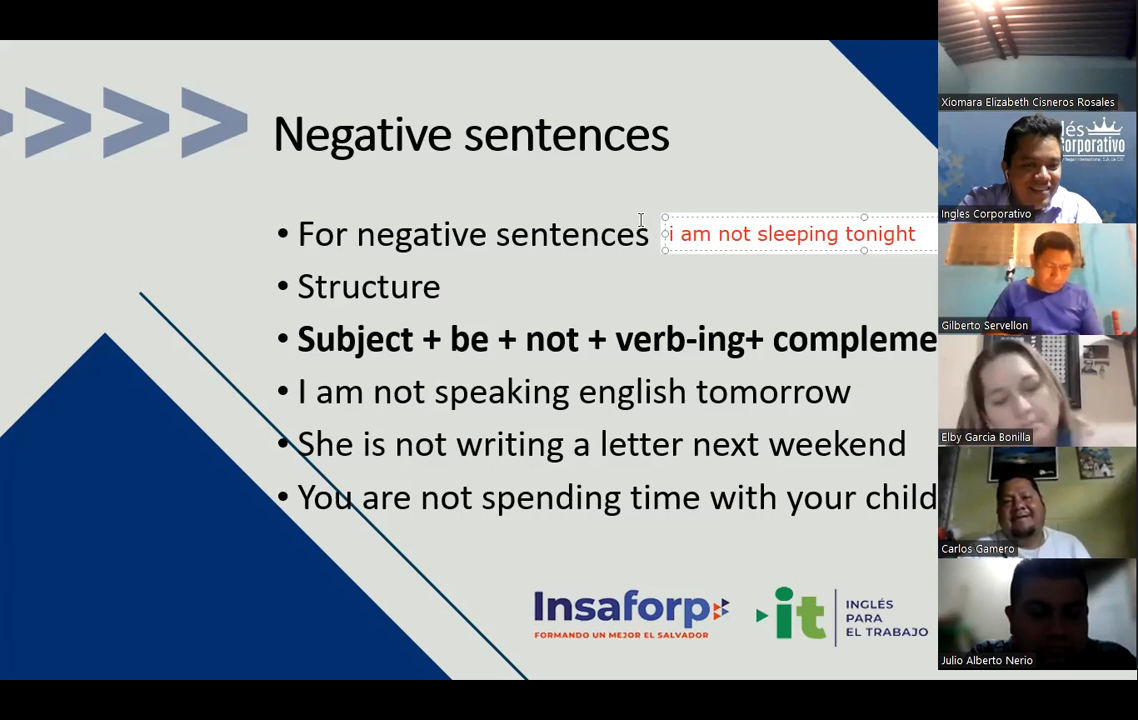 Negative sentences
• For negative sentences
i am not sleeping tonight
• Structure
• Subject + be + not + verb-ing+ compleme
• I am not speaking english tomorrow
• She is not writing a letter next weekend
• You are not spending time with your child
Insaforp
FORMANDO UN MEJOR EL SALVADOR
it
INGLÉS
PARA
EL TRABAJO
Xiomara Elizabeth Cisneros Rosales
lés
orporativo
Ingles Corporativo
Gilberto Servellon
Elby Garcia Bonilla
Carlos Gamero
Julio Alberto Nerio